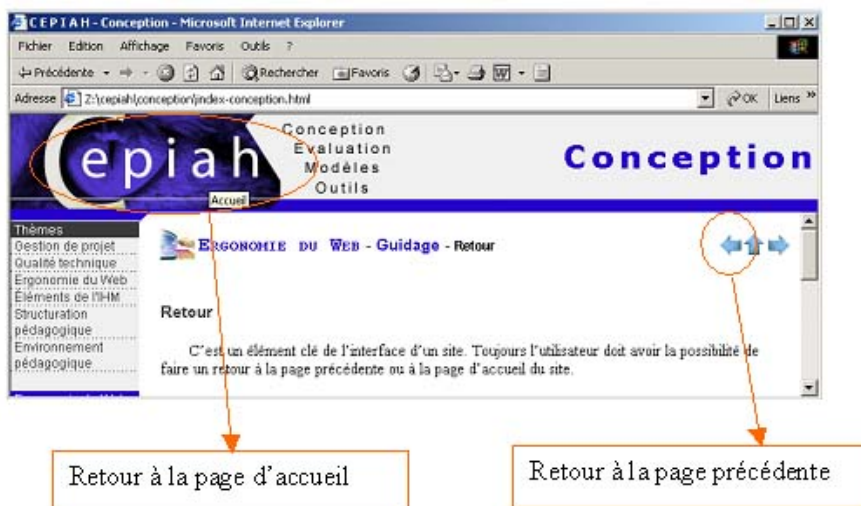 CEPIAH - Conception - Microsoft Internet Explorer
Fichier Edition Affichage Favoris Outils ?
Précédente Rechercher Favoris
Adresse Z:\cepiah\conception\index-conception.html OK Liens »
Cepiah
Conception
Evaluation
Modèles
Outils
Conception
Accueil
Thèmes
Gestion de projet
Qualité technique
Ergonomie du Web
Éléments de l'IHM
Structuration
pédagogique
Environnement
pédagogique
ERGONOMIE DU WEB - Guidage - Retour
Retour
C'est un élément clé de l'interface d'un site. Toujours l'utilisateur doit avoir la possibilité de
faire un retour à la page précédente ou à la page d'accueil du site.
Retour à la page d'accueil
Retour à la page précédente